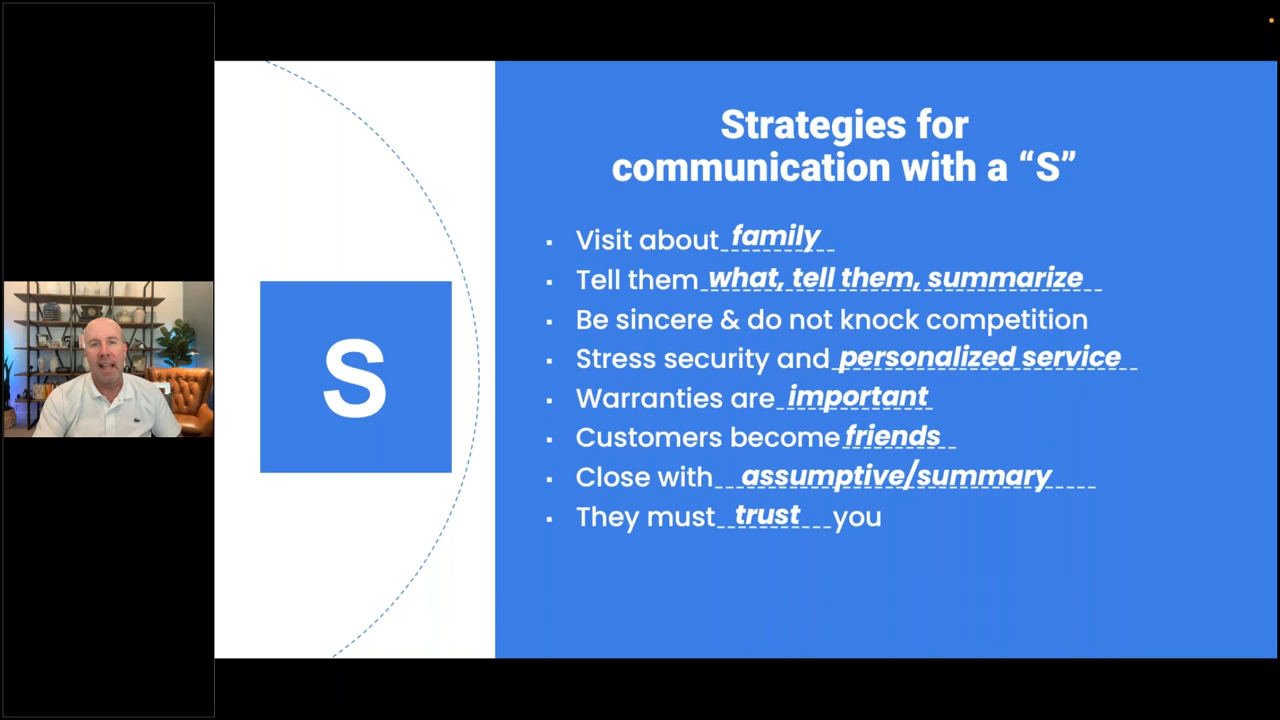 S
Strategies for
communication with a “S”
▪ Visit about family
▪ Tell them what, tell them, summarize
▪ Be sincere & do not knock competition
▪ Stress security and personalized service
▪ Warranties are important
▪ Customers become friends
▪ Close with assumptive/summary
▪ They must trust you